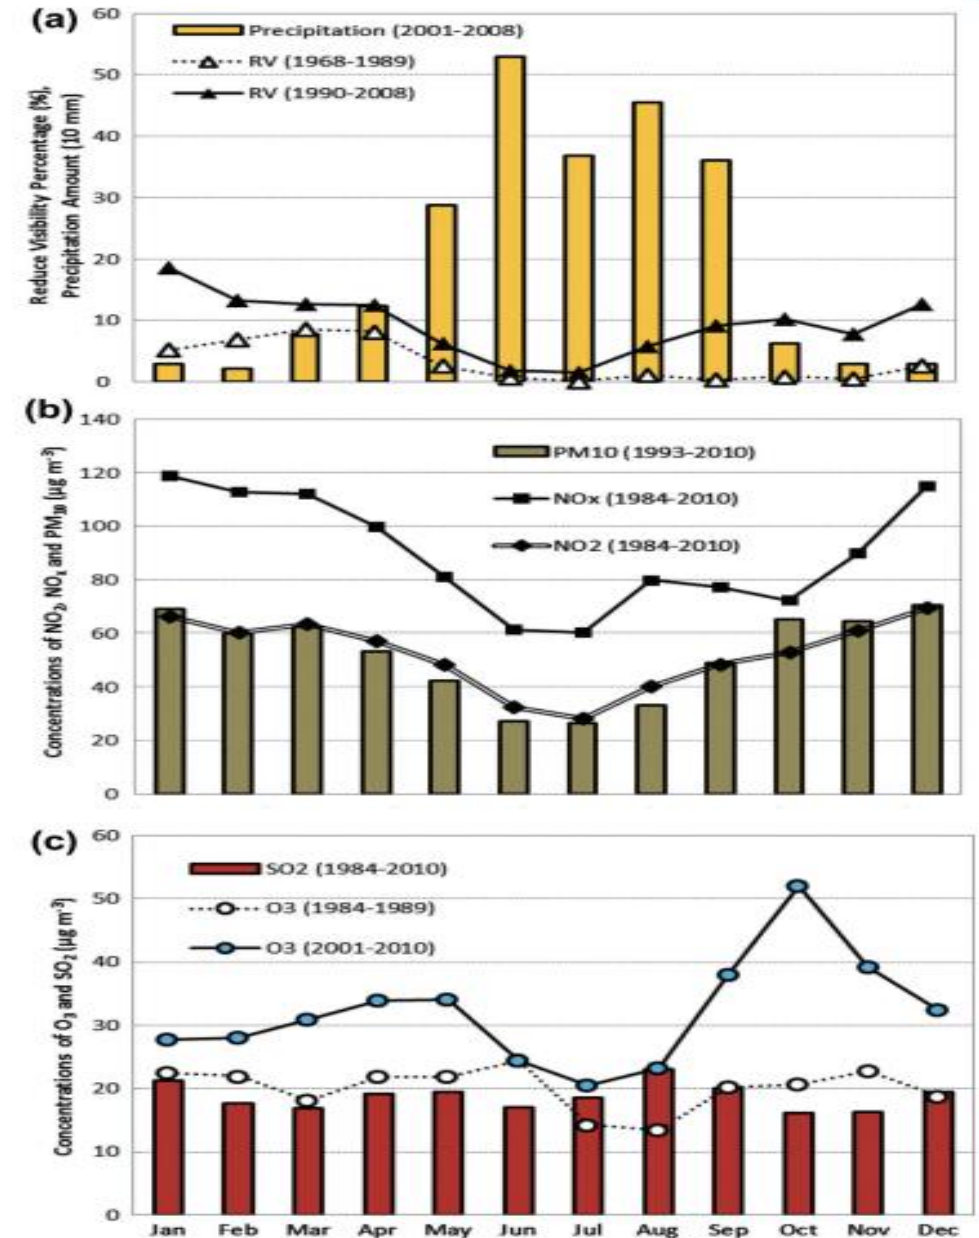 (a)
60
50
40
30
20
10
0
Reduce Visibility Percentage (%),
Precipitation Amount (10 mm)
Precipitation (2001-2008)
RV (1968-1989)
RV (1990-2008)
(b)
140
120
100
80
60
40
20
0
Concentrations of NO₂, NOₓ and PM₁₀ (µg m⁻³)
PM10 (1993-2010)
NOx (1984-2010)
NO2 (1984-2010)
(c)
60
50
40
30
20
10
0
Concentrations of O₃ and SO₂ (µg m⁻³)
SO2 (1984-2010)
O3 (1984-1989)
O3 (2001-2010)
Jan Feb Mar Apr May Jun Jul Aug Sep Oct Nov Dec